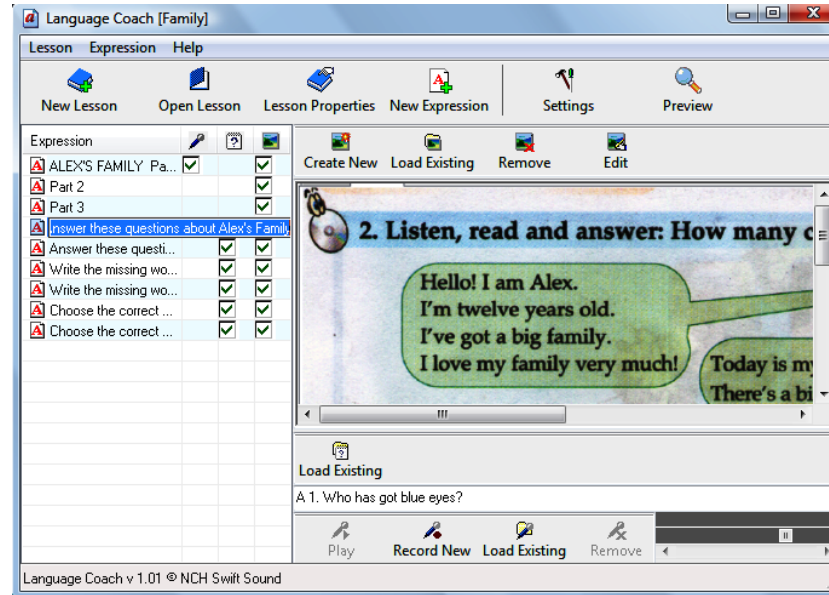 Language Coach [Family]
Lesson Expression Help
New Lesson Open Lesson Lesson Properties New Expression Settings Preview
Expression
ALEX'S FAMILY Pa...
Part 2
Part 3
nswer these questions about Alex's Family
Answer these questi...
Write the missing wo...
Write the missing wo...
Choose the correct ...
Choose the correct ...
Create New Load Existing Remove Edit
2. Listen, read and answer: How many c
Hello! I am Alex.
I'm twelve years old.
I've got a big family.
I love my family very much!
Today is my
There's a bi
Load Existing
A 1. Who has got blue eyes?
Play Record New Load Existing Remove
Language Coach v 1.01 © NCH Swift Sound